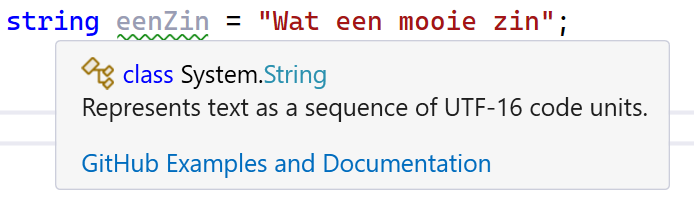 string eenZin = "Wat een mooie zin";
class System.String
Represents text as a sequence of UTF-16 code units.
GitHub Examples and Documentation